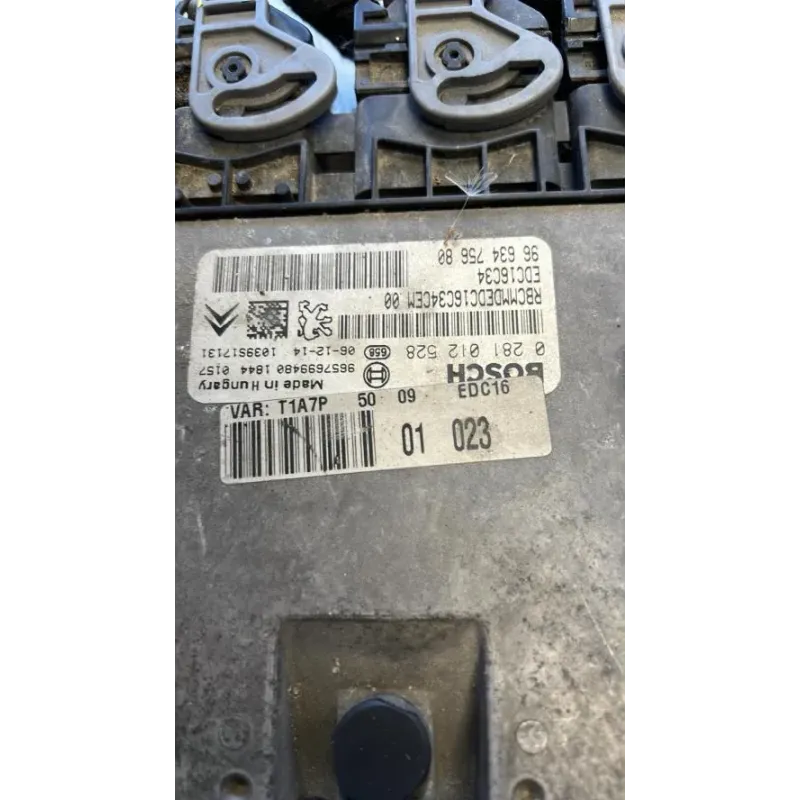 BOSCH
Made in Hungary
0 281 012 528
9657699480 1844 0157
658
06-12-14 1039S17131
RBCMMDEDC16C34CEM 00
EDC16C34
96 634 756 80
VAR: T1A7P 50 09 EDC16
01 023